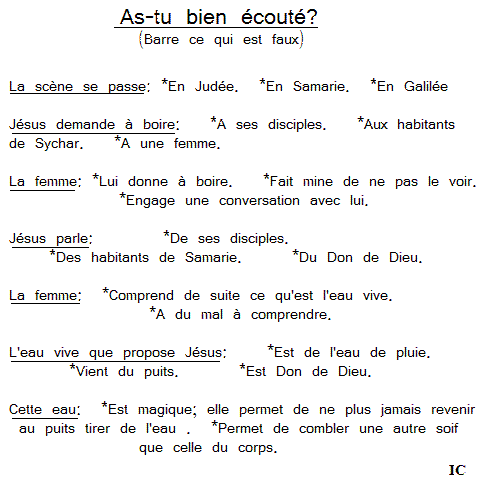 As-tu bien écouté?
(Barre ce qui est faux)
La scène se passe: *En Judée. *En Samarie. *En Galilée
Jésus demande à boire: *A ses disciples. *Aux habitants
de Sychar. *A une femme.
La femme: *Lui donne à boire. *Fait mine de ne pas le voir.
*Engage une conversation avec lui.
Jésus parle: *De ses disciples.
*Des habitants de Samarie. *Du Don de Dieu.
La femme: *Comprend de suite ce qu'est l'eau vive.
*A du mal à comprendre.
L'eau vive que propose Jésus: *Est de l'eau de pluie.
*Vient du puits. *Est Don de Dieu.
Cette eau: *Est magique; elle permet de ne plus jamais revenir
au puits tirer de l'eau . *Permet de combler une autre soif
que celle du corps.
IC